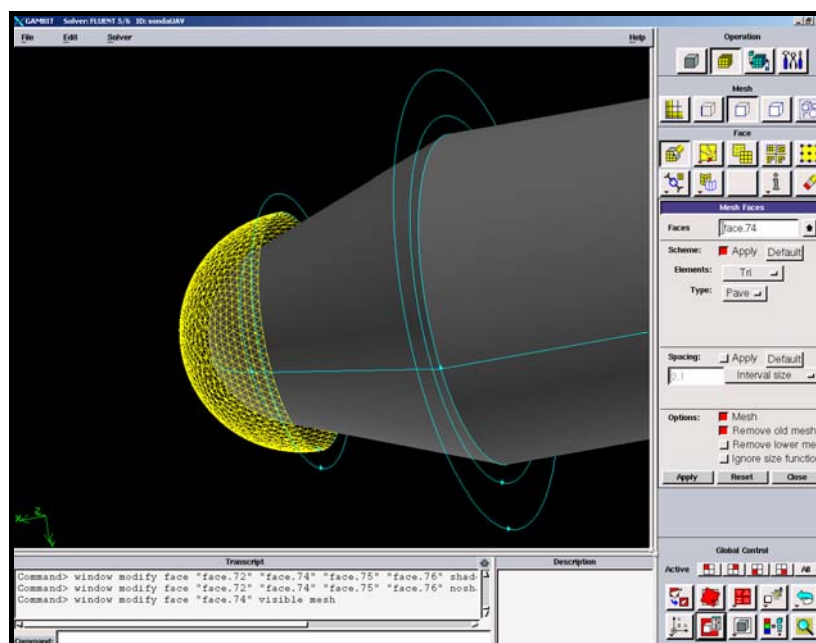 GAMBIT Solver: FLUENT 5/6 ID: sondaUAV
File Edit Solver Help
Operation
Mesh
Face
Mesh Faces
Faces face.74
Scheme: Apply Default
Elements: Tri
Type: Pave
Spacing: Apply Default
0.1 Interval size
Options: Mesh
Remove old mesh
Remove lower me
Ignore size functio
Apply Reset Close
X Z Y
Transcript
Command> window modify face "face.72" "face.74" "face.75" "face.76" shad
Command> window modify face "face.72" "face.74" "face.75" "face.76" nosh
Command> window modify face "face.74" visible mesh
Command:
Description
Global Control
Active All